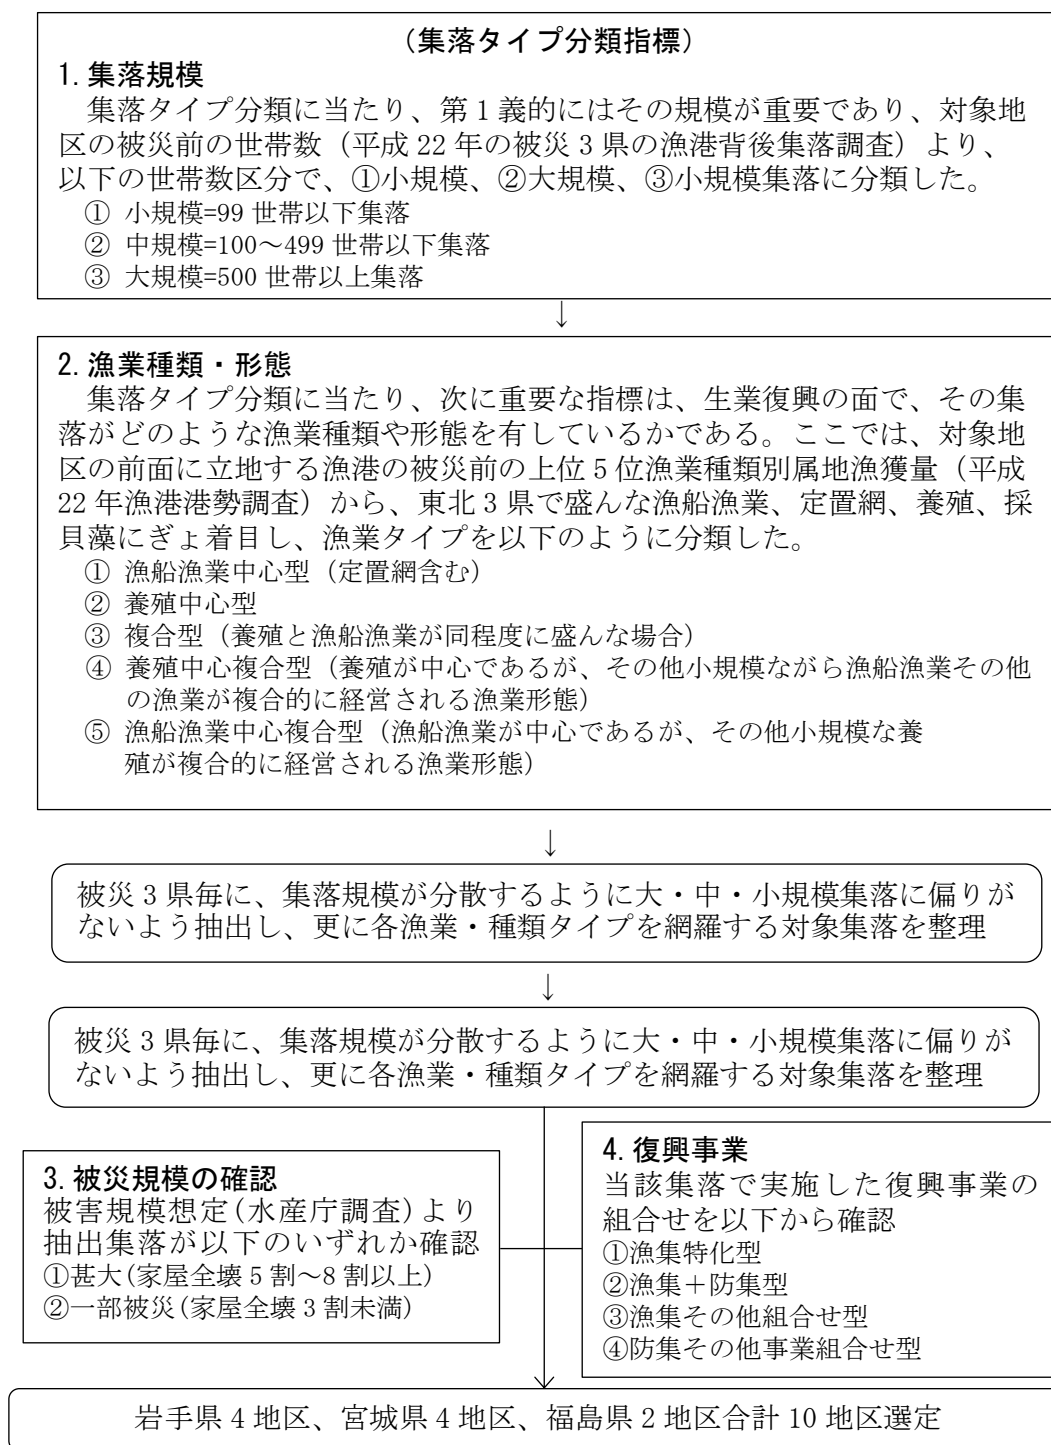 (集落タイプ分類指標)
1. 集落規模
集落タイプ分類に当たり、第1義的にはその規模が重要であり、対象地
区の被災前の世帯数（平成 22 年の被災 3 県の漁港背後集落調査）より、
以下の世帯数区分で、①小規模、②大規模、③小規模集落に分類した。
① 小規模=99 世帯以下集落
② 中規模=100～499 世帯以下集落
③ 大規模=500 世帯以上集落
↓
2. 漁業種類・形態
集落タイプ分類に当たり、次に重要な指標は、生業復興の面で、その集
落がどのような漁業種類や形態を有しているかである。ここでは、対象地
区の前面に立地する漁港の被災前の上位 5 位漁業種類別属地漁獲量（平成
22 年漁港港勢調査）から、東北 3 県で盛んな漁船漁業、定置網、養殖、採
貝藻にぎょ着目し、漁業タイプを以下のように分類した。
① 漁船漁業中心型（定置網含む）
② 養殖中心型
③ 複合型（養殖と漁船漁業が同程度に盛んな場合）
④ 養殖中心複合型（養殖が中心であるが、その他小規模ながら漁船漁業その他
の漁業が複合的に経営される漁業形態）
⑤ 漁船漁業中心複合型（漁船漁業が中心であるが、その他小規模な養
殖が複合的に経営される漁業形態）
↓
被災 3 県毎に、集落規模が分散するように大・中・小規模集落に偏りが
ないよう抽出し、更に各漁業・種類タイプを網羅する対象集落を整理
↓
被災 3 県毎に、集落規模が分散するように大・中・小規模集落に偏りが
ないよう抽出し、更に各漁業・種類タイプを網羅する対象集落を整理
3. 被災規模の確認
被害規模想定(水産庁調査)より
抽出集落が以下のいずれか確認
①甚大(家屋全壊 5 割～8 割以上)
②一部被災(家屋全壊 3 割未満)
4. 復興事業
当該集落で実施した復興事業の
組合せを以下から確認
①漁集特化型
②漁集＋防集型
③漁集その他組合せ型
④防集その他事業組合せ型
岩手県 4 地区、宮城県 4 地区、福島県 2 地区合計 10 地区選定